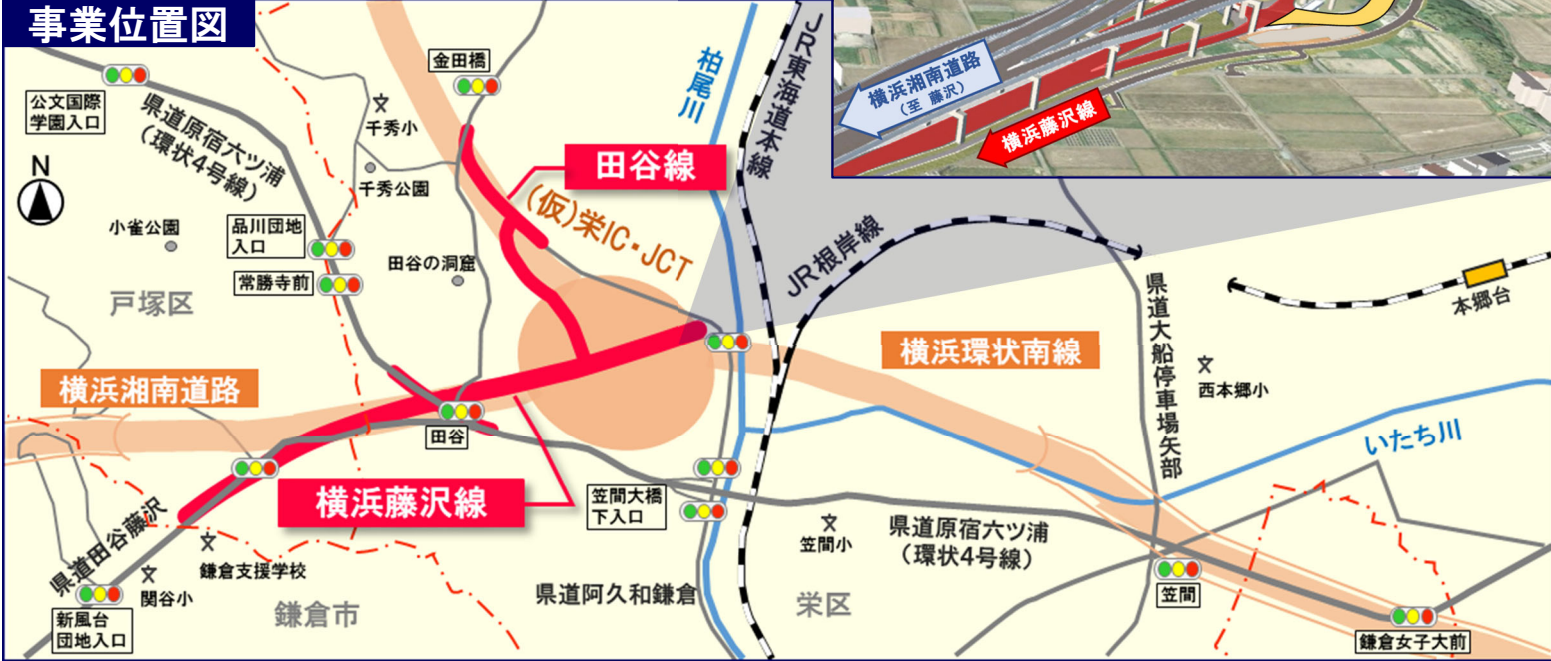 事業位置図
公文国際
学園入口
県道原宿六ツ浦
（環状4号線）
金田橋
千秀小
千秀公園
柏尾川
JR東海道本線
横浜湘南道路
（至 藤沢）
横浜藤沢線
N
小雀公園
品川団地
入口
常勝寺前
田谷の洞窟
田谷線
(仮)栄IC・JCT
JR根岸線
本郷台
戸塚区
横浜湘南道路
横浜環状南線
県道大船停車場矢部
西本郷小
いたち川
田谷
横浜藤沢線
笠間大橋
下入口
笠間小
県道原宿六ツ浦
（環状4号線）
県道田谷藤沢
鎌倉支援学校
関谷小
新風台
団地入口
鎌倉市
県道阿久和鎌倉
栄区
笠間
鎌倉女子大前